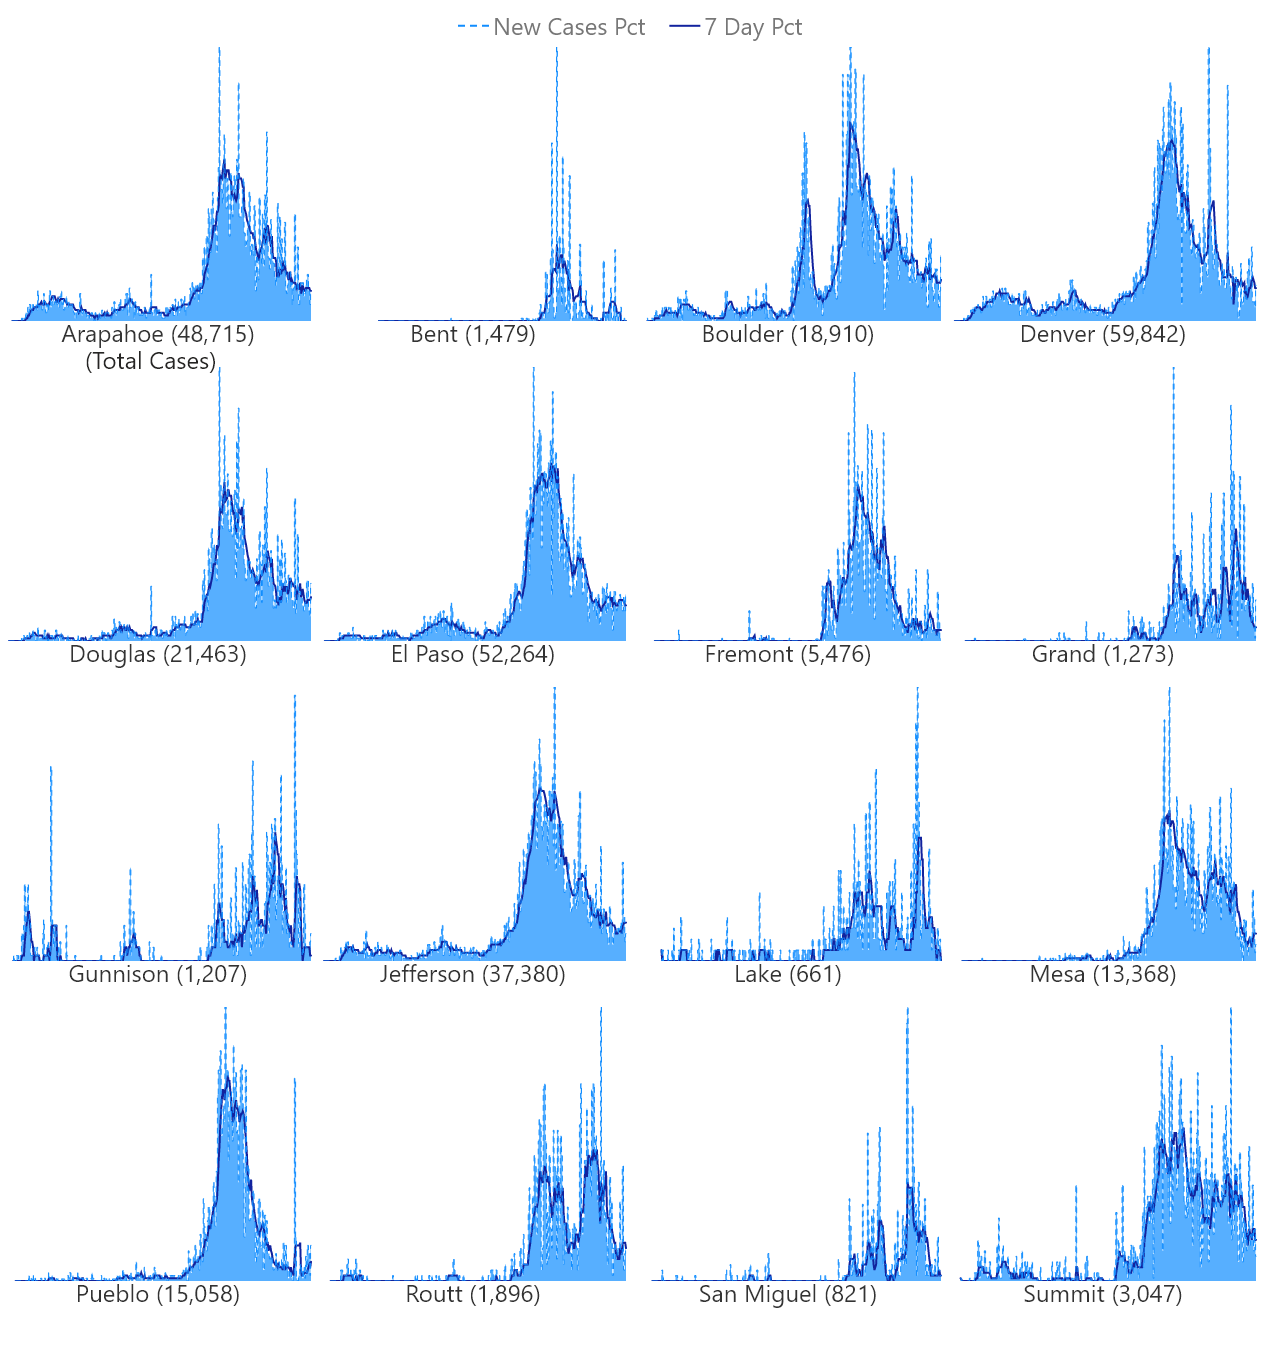 New Cases Pct 7 Day Pct
Arapahoe (48,715) Bent (1,479) Boulder (18,910) Denver (59,842)
(Total Cases)
Douglas (21,463) El Paso (52,264) Fremont (5,476) Grand (1,273)
Gunnison (1,207) Jefferson (37,380) Lake (661) Mesa (13,368)
Pueblo (15,058) Routt (1,896) San Miguel (821) Summit (3,047)